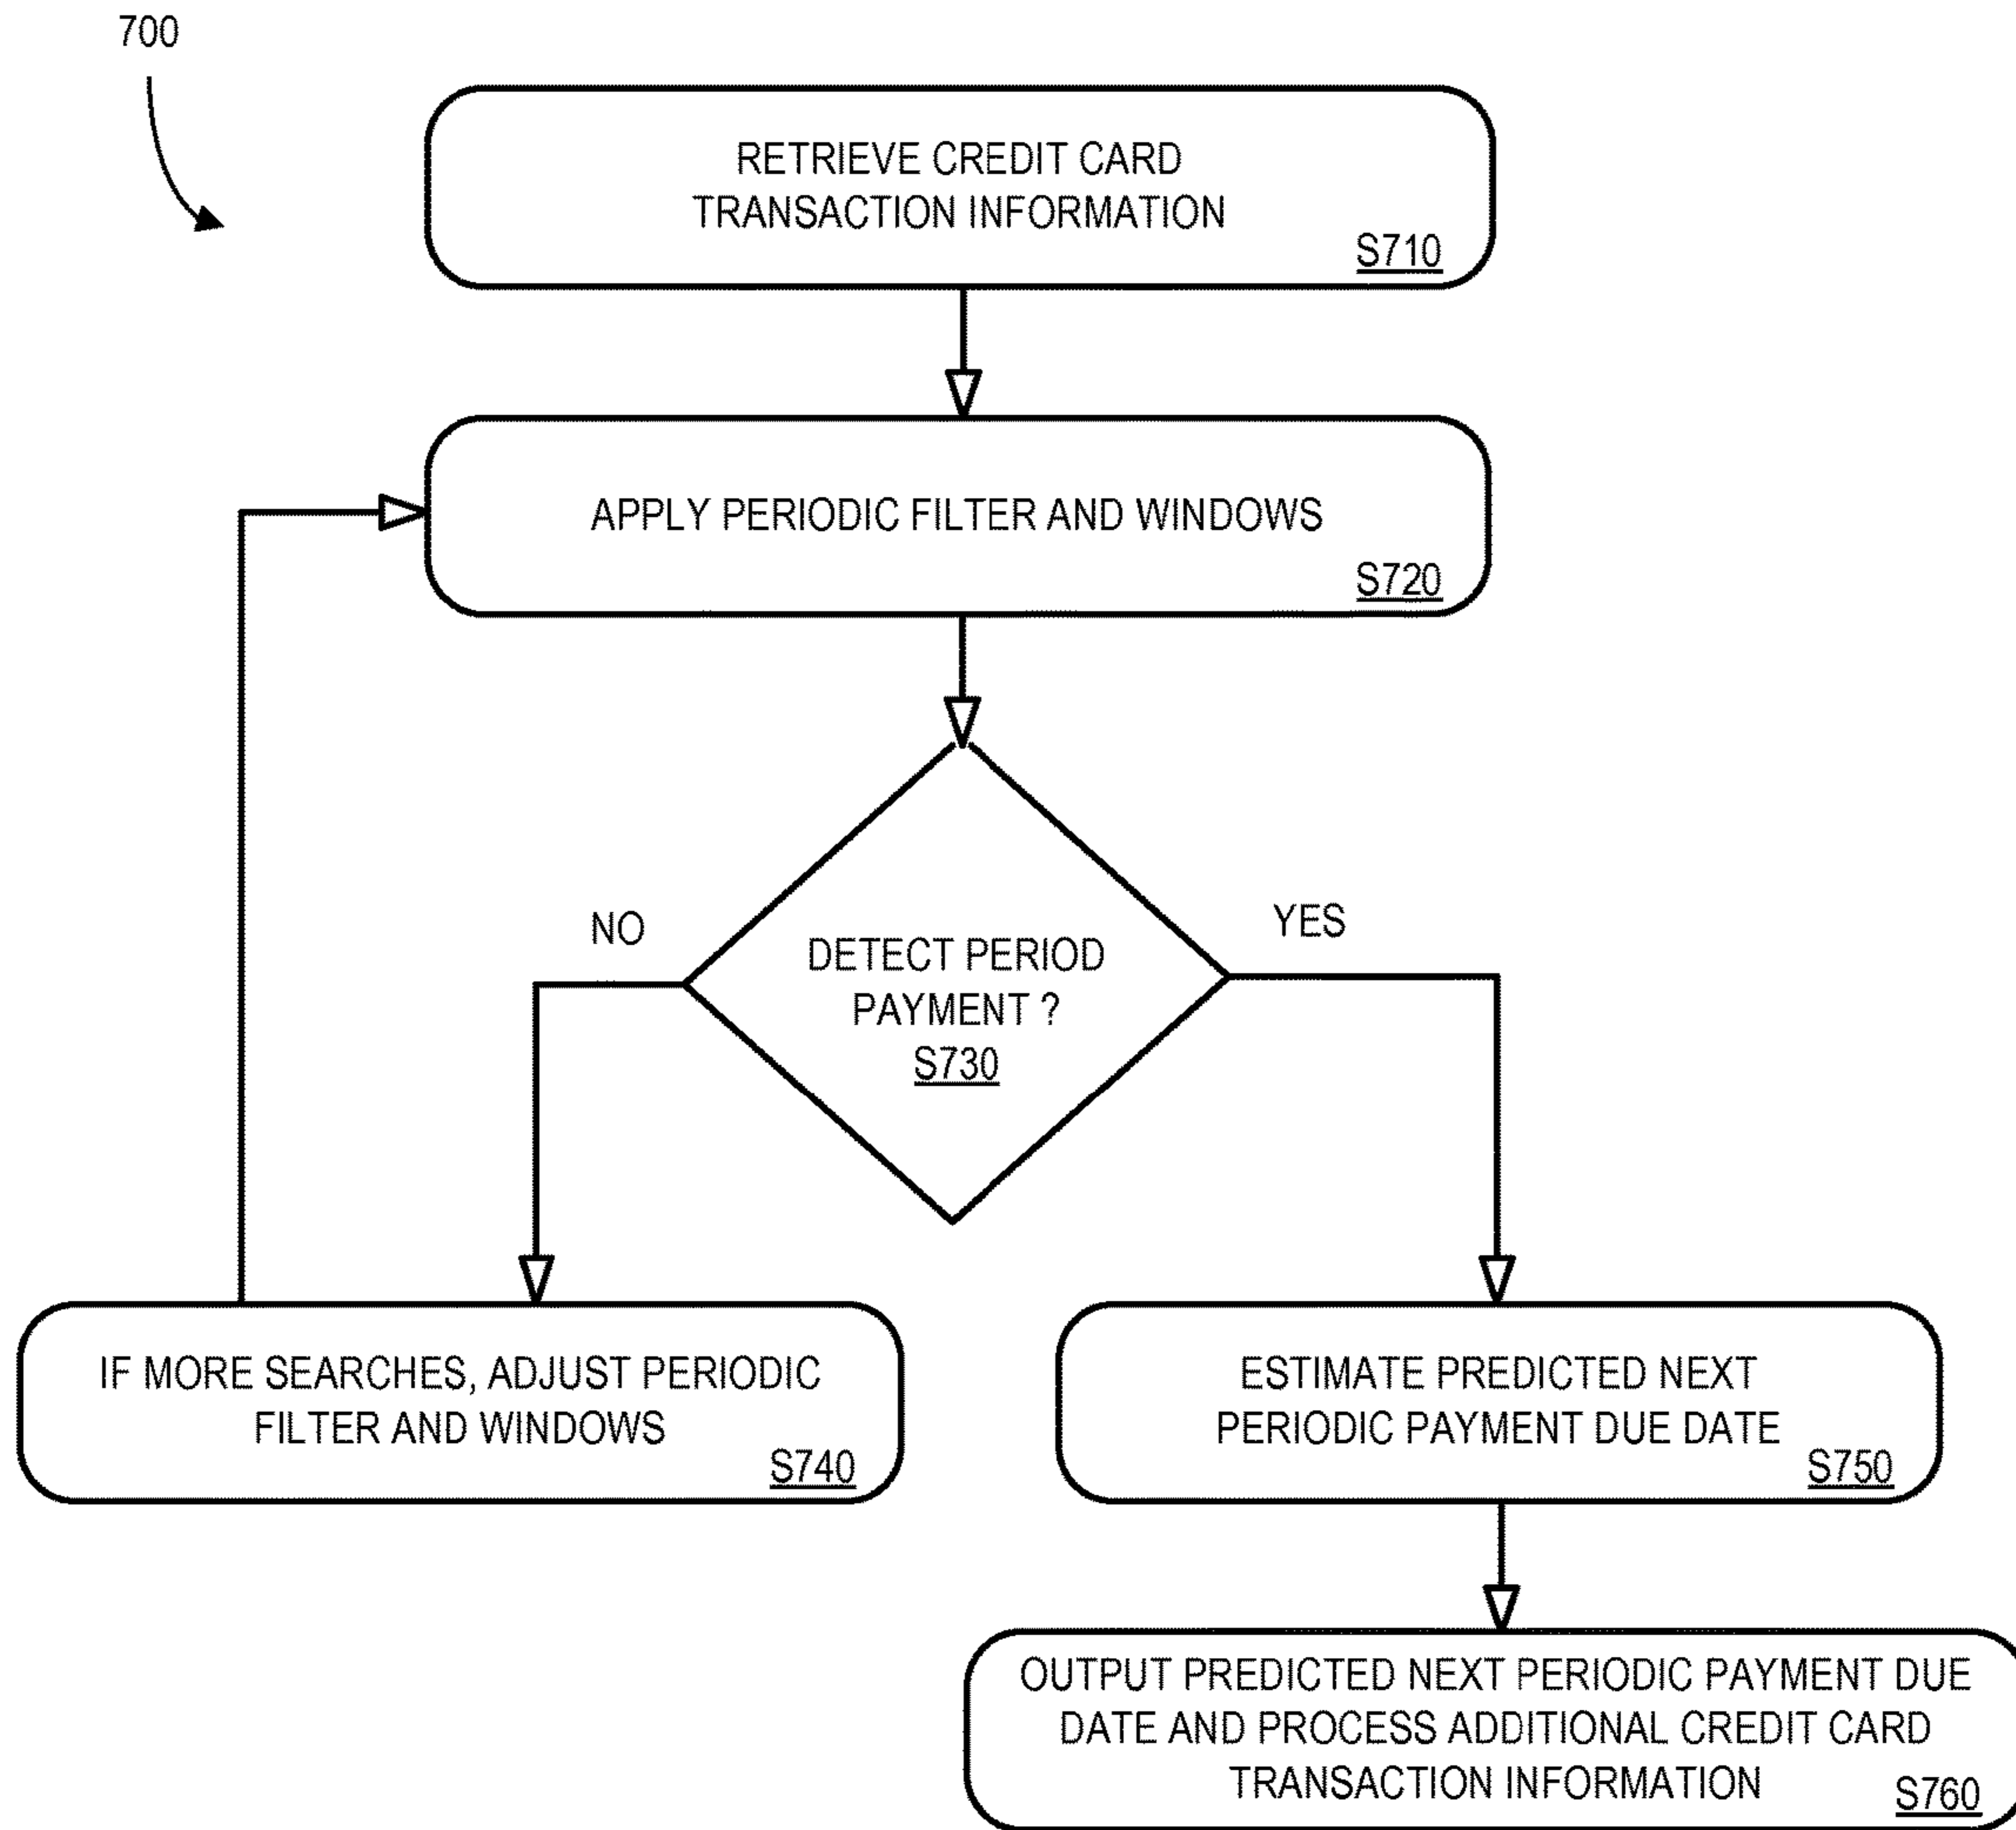 700
RETRIEVE CREDIT CARD
TRANSACTION INFORMATION
S710
APPLY PERIODIC FILTER AND WINDOWS
S720
NO
YES
DETECT PERIOD
PAYMENT ?
S730
IF MORE SEARCHES, ADJUST PERIODIC
FILTER AND WINDOWS
S740
ESTIMATE PREDICTED NEXT
PERIODIC PAYMENT DUE DATE
S750
OUTPUT PREDICTED NEXT PERIODIC PAYMENT DUE
DATE AND PROCESS ADDITIONAL CREDIT CARD
TRANSACTION INFORMATION
S760